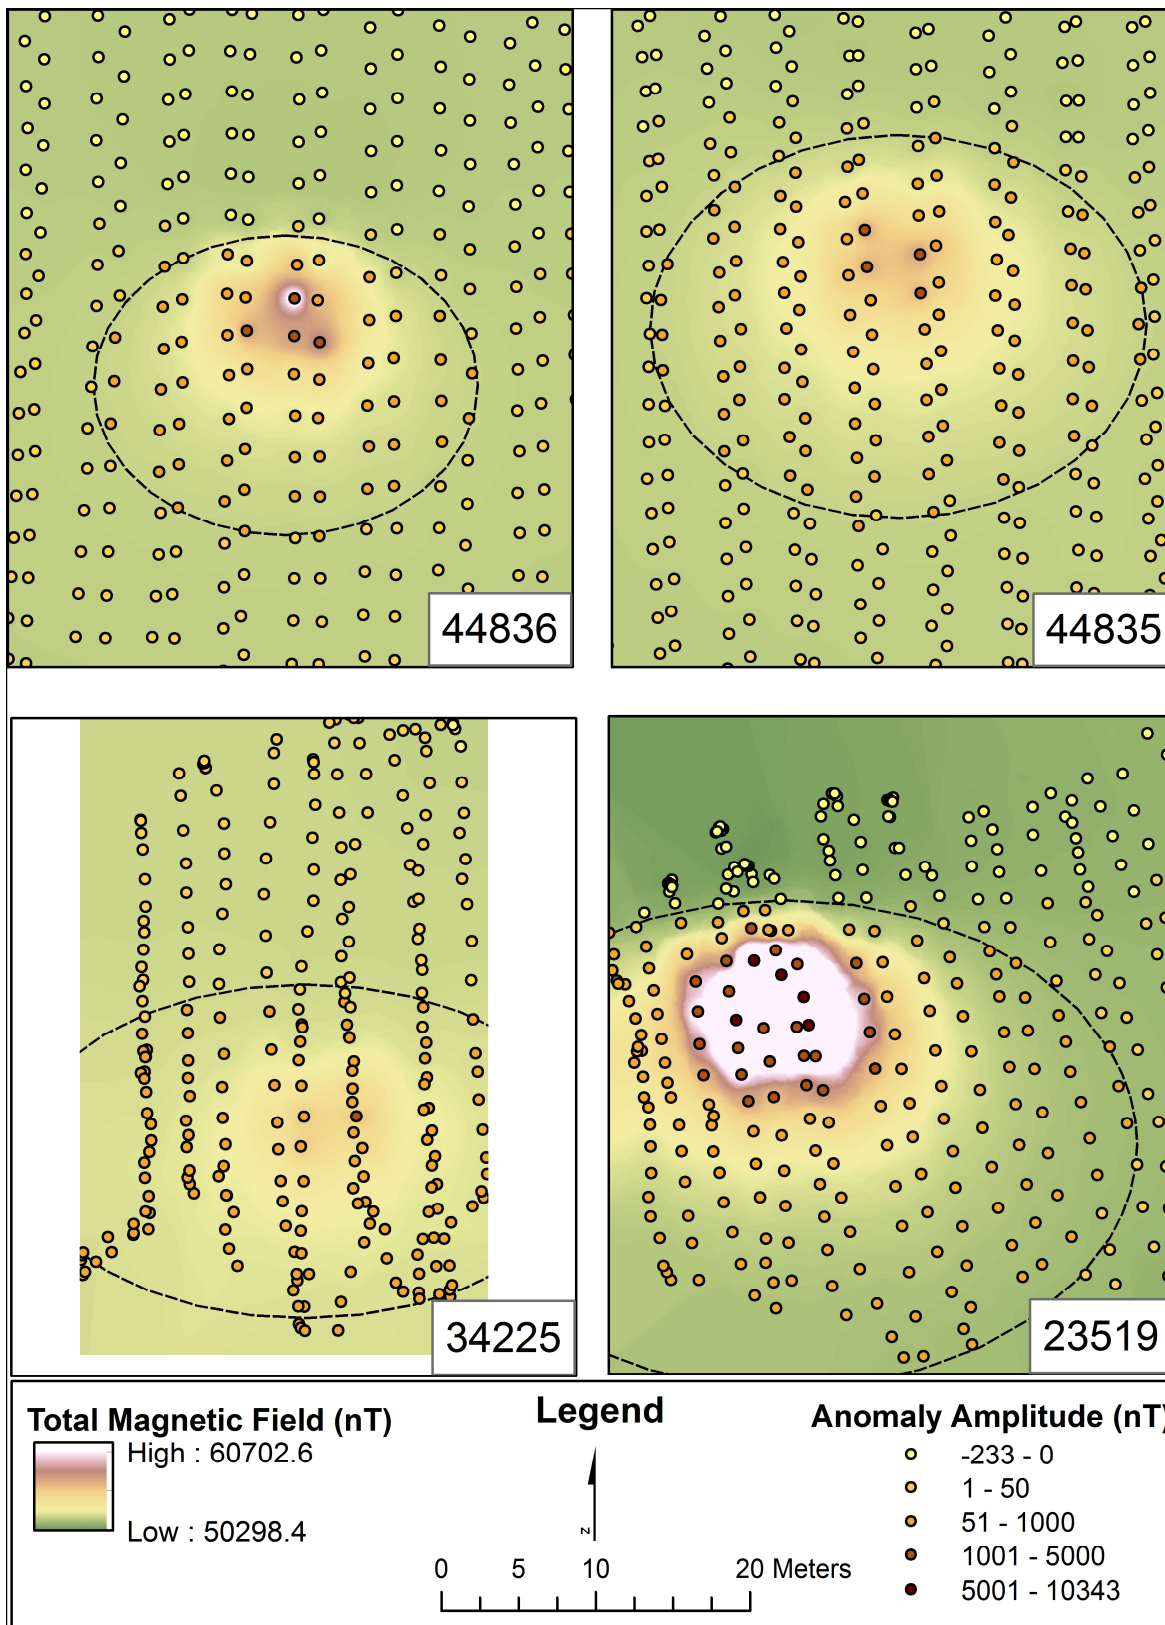 44836
44835
34225
23519
Total Magnetic Field (nT)
High : 60702.6
Low : 50298.4
Legend
z
0 5 10 20 Meters
Anomaly Amplitude (nT)
-233 - 0
1 - 50
51 - 1000
1001 - 5000
5001 - 10343